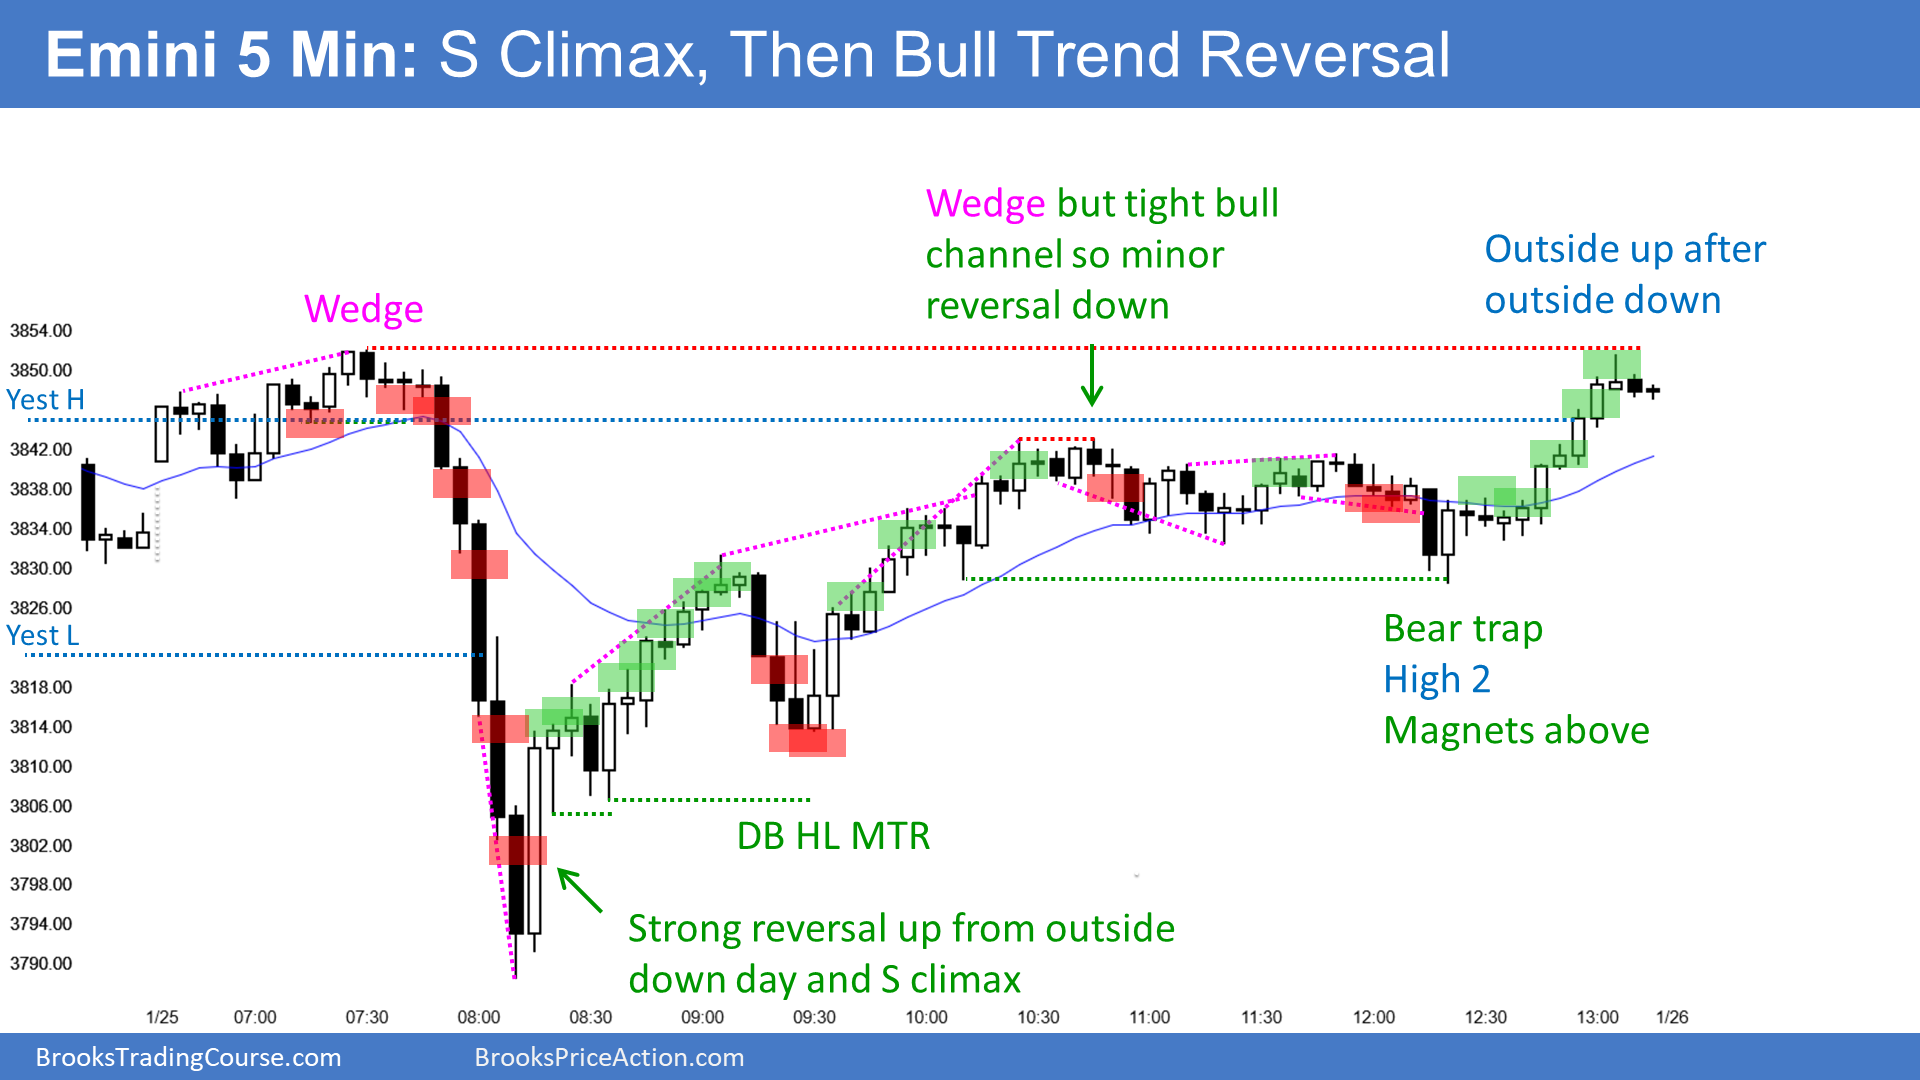 Emini 5 Min: S Climax, Then Bull Trend Reversal
Wedge but tight bull
channel so minor
reversal down
Outside up after
outside down
Wedge
3854.00
3850.00
Yest H
3842.00
3838.00
3834.00
3830.00
3826.00
Yest L
3818.00
3814.00
3810.00
3806.00
3802.00
3798.00
3794.00
3790.00
Bear trap
High 2
Magnets above
DB HL MTR
Strong reversal up from outside
down day and S climax
1/25 07:00 07:30 08:00 08:30 09:00 09:30 10:00 10:30 11:00 11:30 12:00 12:30 13:00 1/26
BrooksTradingCourse.com BrooksPriceAction.com